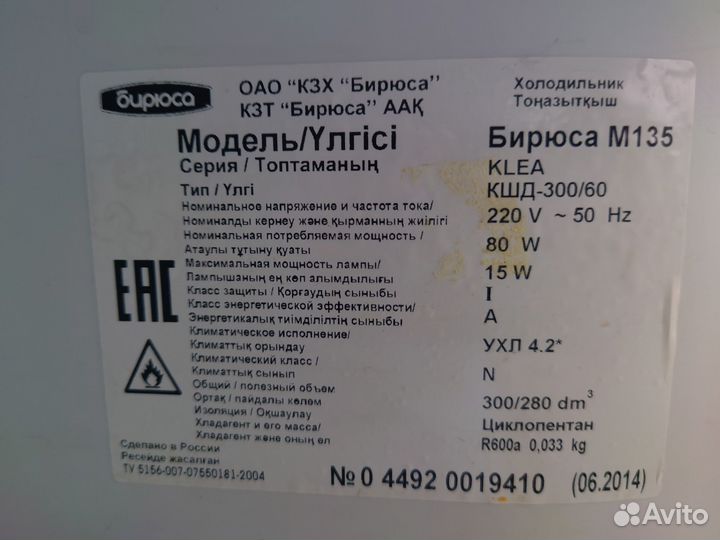 бирюса
ОАО "КЗХ "Бирюса"
КЗТ "Бирюса" ААҚ
Холодильник
Тоңазытқыш
Модель/Үлгісі Бирюса М135
Серия / Топтаманың KLEA
Тип / Үлгі КШД-300/60
Номинальное напряжение и частота тока/
Номиналды кернеу және қырманның жиілігі 220 V ~ 50 Hz
Номинальная потребляемая мощность /
Атаулы тұтыну қуаты 80 W
Максимальная мощность лампы/
Лампышаның ең көп алымдылығы 15 W
Класс защиты / Қорғаудың сыныбы I
Класс энергетической эффективности/
Энергетикалық тиімділілтің сыныбы A
Климатическое исполнение/
Климаттық орындау УХЛ 4.2*
Климатический класс /
Климаттық сынып N
Общий / полезный объем
Ортақ / пайдалы көлем 300/280 dm³
Изоляция / Оқшаулау Циклопентан
Хладагент и его масса/
Хладагент және оның ел R600a 0,033 kg
ЕАС
Сделано в России
Ресейде жасалған
ТУ 5156-007-07550181-2004
№ 0 4492 0019410 (06.2014)
Avito